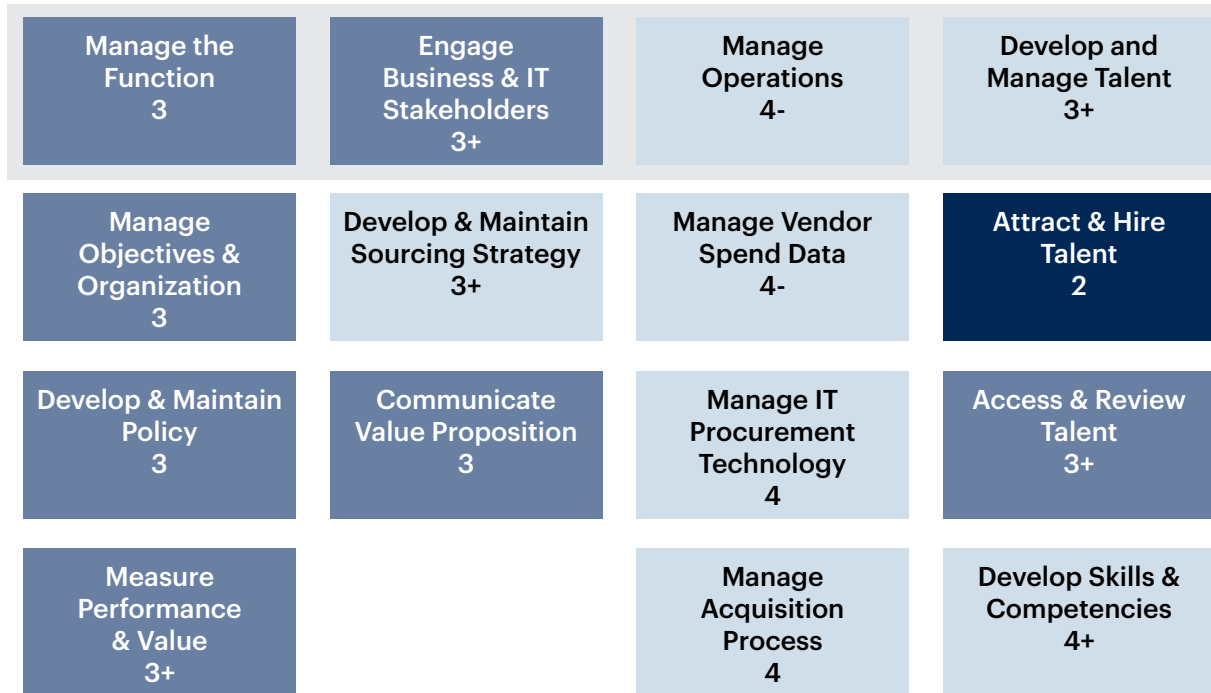 Manage the
Function
3
Engage
Business & IT
Stakeholders
3+
Manage
Operations
4-
Develop and
Manage Talent
3+
Manage
Objectives &
Organization
3
Develop & Maintain
Sourcing Strategy
3+
Manage Vendor
Spend Data
4-
Attract & Hire
Talent
2
Develop & Maintain
Policy
3
Communicate
Value Proposition
3
Manage IT
Procurement
Technology
4
Access & Review
Talent
3+
Measure
Performance
& Value
3+
Manage
Acquisition
Process
4
Develop Skills &
Competencies
4+